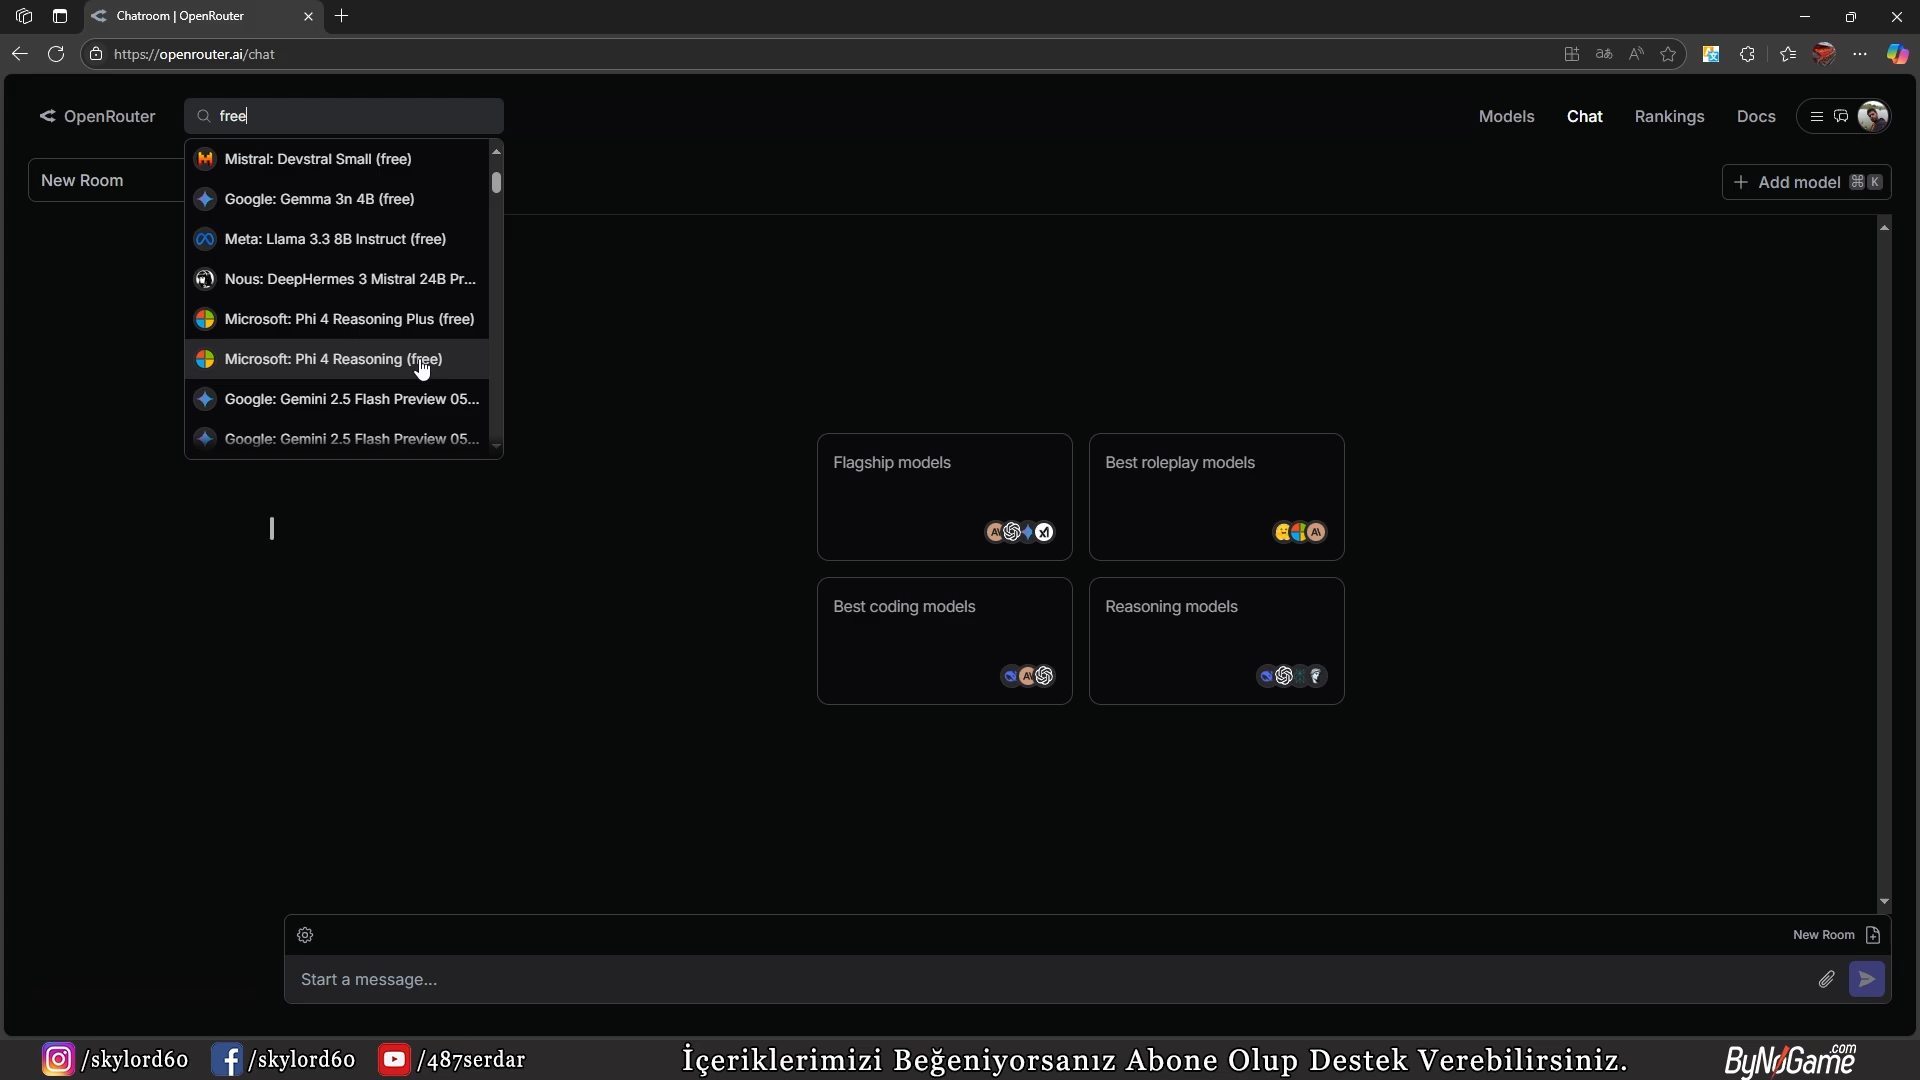 Chatroom | OpenRouter
https://openrouter.ai/chat
OpenRouter
free
Models
Chat
Rankings
Docs
New Room
Add model ⌘ K
Mistral: Devstral Small (free)
Google: Gemma 3n 4B (free)
Meta: Llama 3.3 8B Instruct (free)
Nous: DeepHermes 3 Mistral 24B Pr...
Microsoft: Phi 4 Reasoning Plus (free)
Microsoft: Phi 4 Reasoning (free)
Google: Gemini 2.5 Flash Preview 05...
Google: Gemini 2.5 Flash Preview 05...
Flagship models
Best roleplay models
Best coding models
Reasoning models
New Room
Start a message...
/skylord60
/skylord60
/487serdar
İçeriklerimizi Beğeniyorsanız Abone Olup Destek Verebilirsiniz.
ByNoGame.com